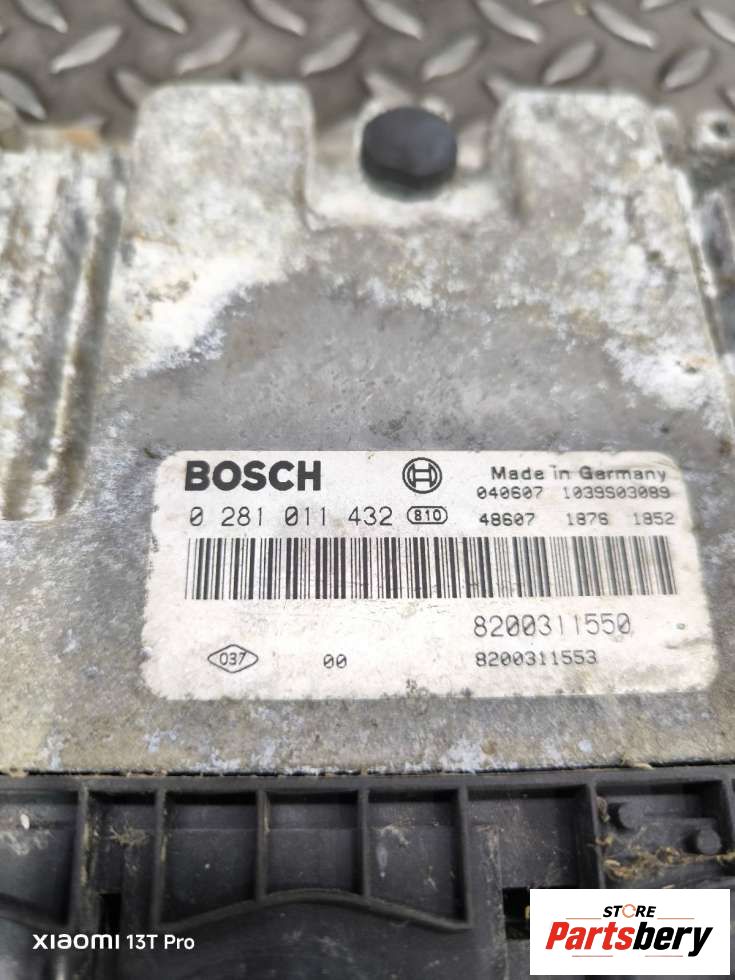 BOSCH Made in Germany
040607 1039S03089
0 281 011 432 810 48607 1876 1852
8200311550
037 00 8200311553
XIAOMI 13T Pro
STORE
Partsbery